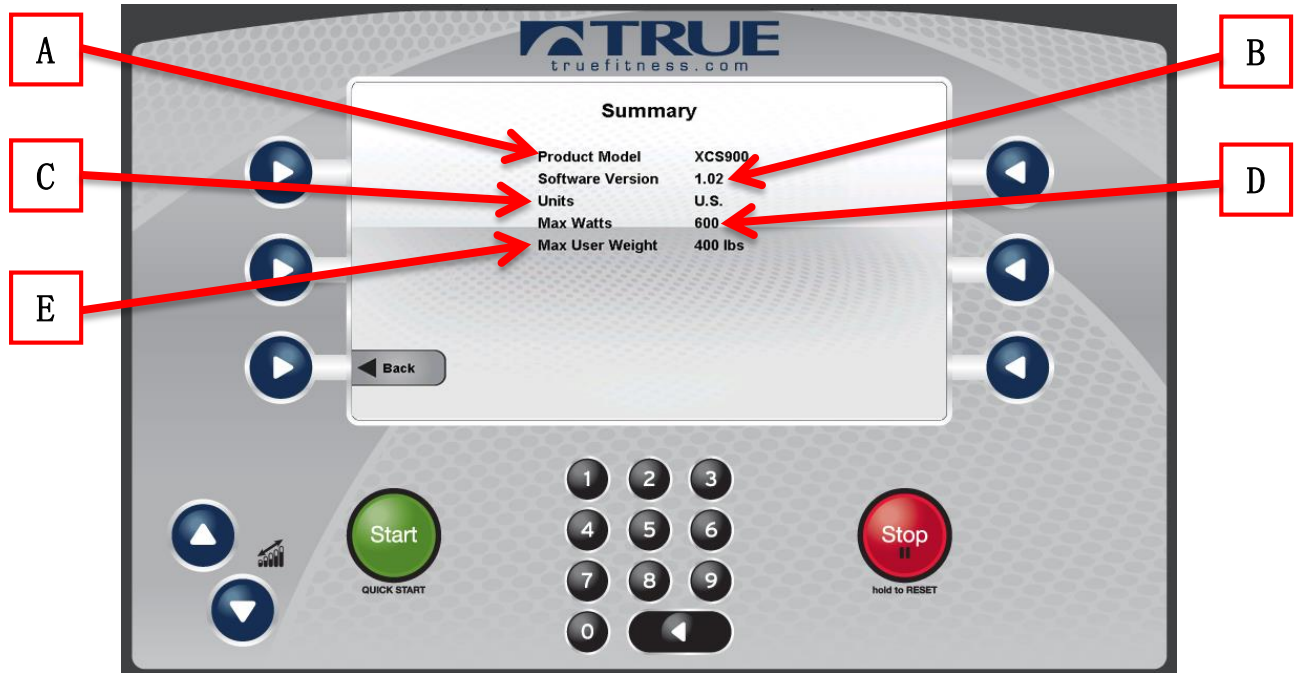 TRUE
truefitness.com
A
B
Summary
Product Model XCS900
Software Version 1.02
C
Units U.S.
D
Max Watts 600
Max User Weight 400 lbs
E
Back
1 2 3
Start
4 5 6
Stop
QUICK START
7 8 9
hold to RESET
0